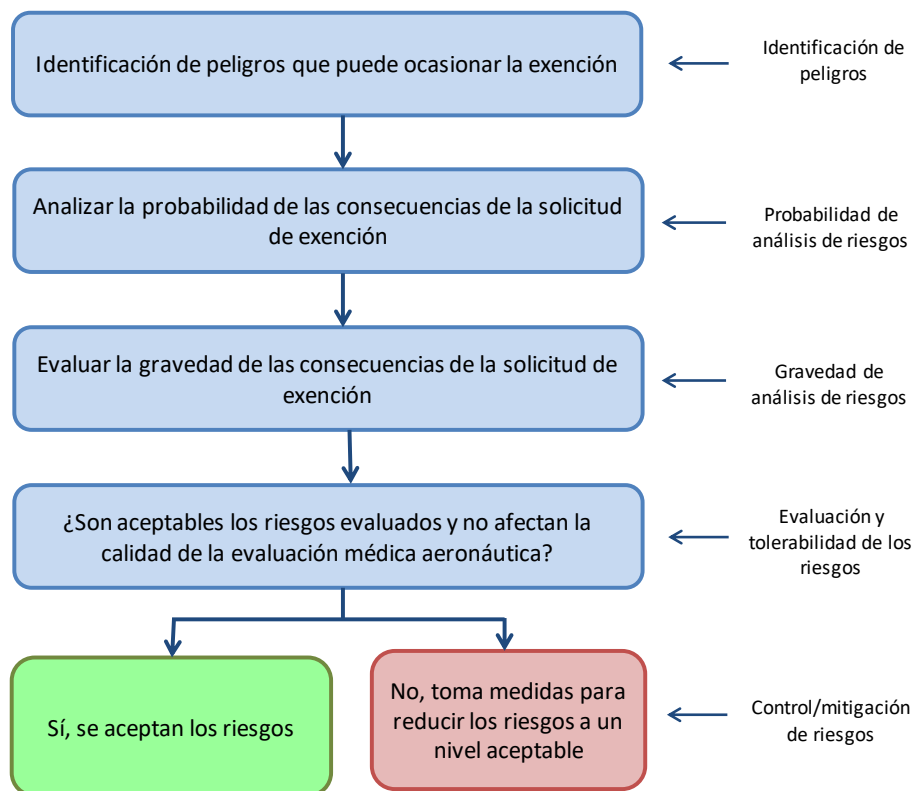 Identificación de peligros que puede ocasionar la exención
Identificación de
peligros
Analizar la probabilidad de las consecuencias de la solicitud
de exención
Probabilidad de
análisis de riesgos
Evaluar la gravedad de las consecuencias de la solicitud de
exención
Gravedad de
análisis de riesgos
¿Son aceptables los riesgos evaluados y no afectan la
calidad de la evaluación médica aeronáutica?
Evaluación y
tolerabilidad de los
riesgos
Sí, se aceptan los riesgos
No, toma medidas para
reducir los riesgos a un
nivel aceptable
Control/mitigación
de riesgos